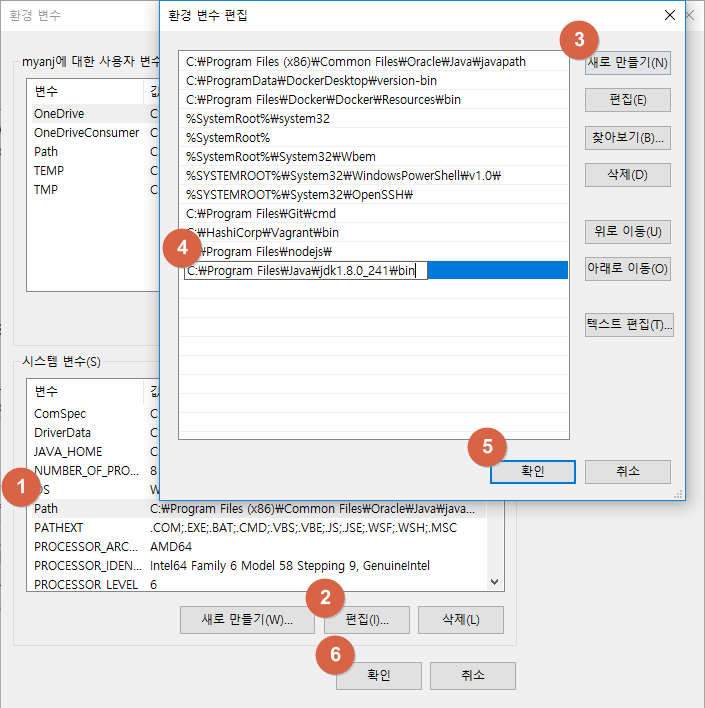 환경 변수
myanj에 대한 사용자 변수
변수
OneDrive C
OneDriveConsumer C
Path C
TEMP C
TMP C
환경 변수 편집
C:₩Program Files (x86)₩Common Files₩Oracle₩Java₩javapath
C:₩ProgramData₩DockerDesktop₩version-bin
C:₩Program Files₩Docker₩Docker₩Resources₩bin
%SystemRoot%₩system32
%SystemRoot%
%SystemRoot%₩System32₩Wbem
%SYSTEMROOT%₩System32₩WindowsPowerShell₩v1.0₩
%SYSTEMROOT%₩System32₩OpenSSH₩
C:₩Program Files₩Git₩cmd
C:₩HashiCorp₩Vagrant₩bin
₩Program Files₩nodejs₩
C:₩Program Files₩Java₩jdk1.8.0_241₩bin
4
3
새로 만들기(N)
편집(E)
찾아보기(B)...
삭제(D)
위로 이동(U)
아래로 이동(O)
텍스트 편집(T)...
5
확인 취소
시스템 변수(S)
변수
ComSpec C
DriverData C
JAVA_HOME C
NUMBER_OF_PRO... 8
1
OS W
Path C:₩Program Files (x86)₩Common Files₩Oracle₩Java₩java...
PATHEXT .COM;.EXE;.BAT;.CMD;.VBS;.VBE;.JS;.JSE;.WSF;.WSH;.MSC
PROCESSOR_ARC... AMD64
PROCESSOR_IDEN... Intel64 Family 6 Model 58 Stepping 9, GenuineIntel
PROCESSOR_LEVEL 6
2
새로 만들기(W)... 편집(I)... 삭제(L)
6
확인 취소